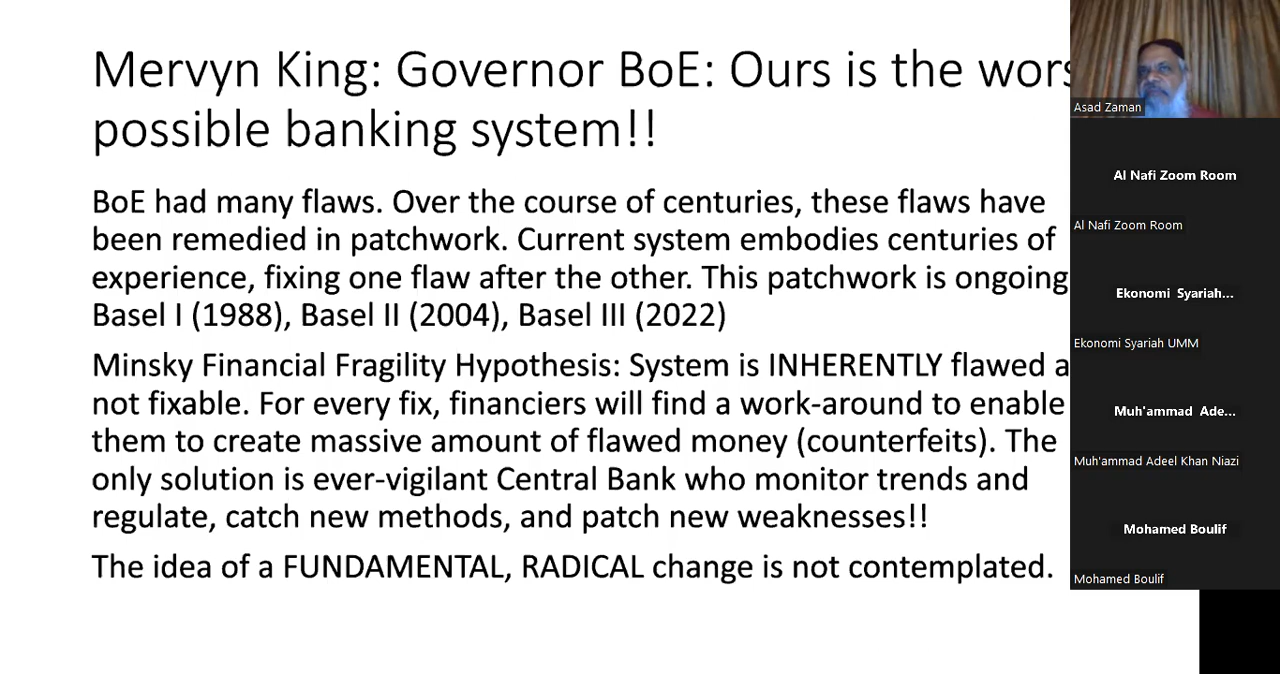 Mervyn King: Governor BoE: Ours is the wors
possible banking system!!
BoE had many flaws. Over the course of centuries, these flaws have
been remedied in patchwork. Current system embodies centuries of
experience, fixing one flaw after the other. This patchwork is ongoing
Basel I (1988), Basel II (2004), Basel III (2022)
Minsky Financial Fragility Hypothesis: System is INHERENTLY flawed a
not fixable. For every fix, financiers will find a work-around to enable
them to create massive amount of flawed money (counterfeits). The
only solution is ever-vigilant Central Bank who monitor trends and
regulate, catch new methods, and patch new weaknesses!!
The idea of a FUNDAMENTAL, RADICAL change is not contemplated.
Asad Zaman
Al Nafi Zoom Room
Al Nafi Zoom Room
Ekonomi Syariah...
Ekonomi Syariah UMM
Muh'ammad Ade...
Muh'ammad Adeel Khan Niazi
Mohamed Boulif
Mohamed Boulif